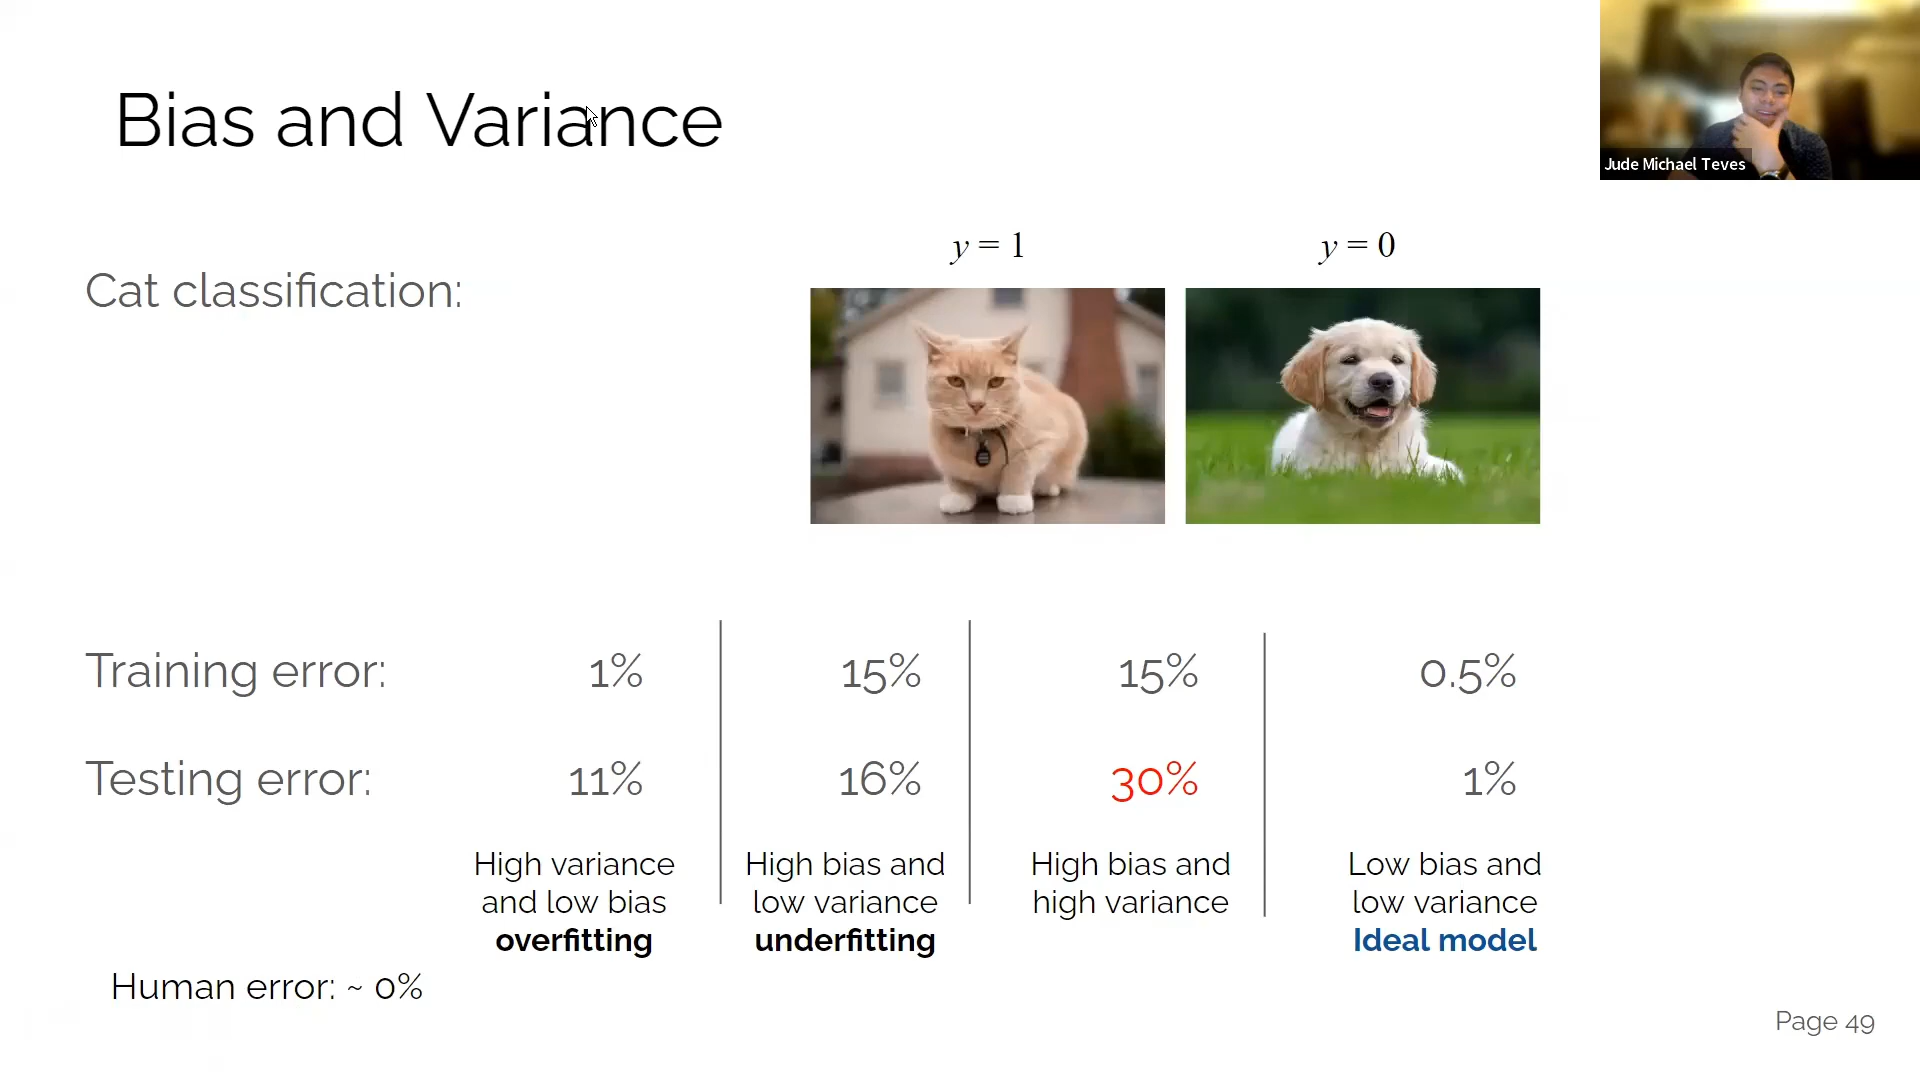 Bias and Variance
Jude Michael Teves
y = 1
y = 0
Cat classification:
Training error:
1%
15%
15%
0.5%
Testing error:
11%
16%
30%
1%
High variance
and low bias
overfitting
High bias and
low variance
underfitting
High bias and
high variance
Low bias and
low variance
Ideal model
Human error: ~ 0%
Page 49